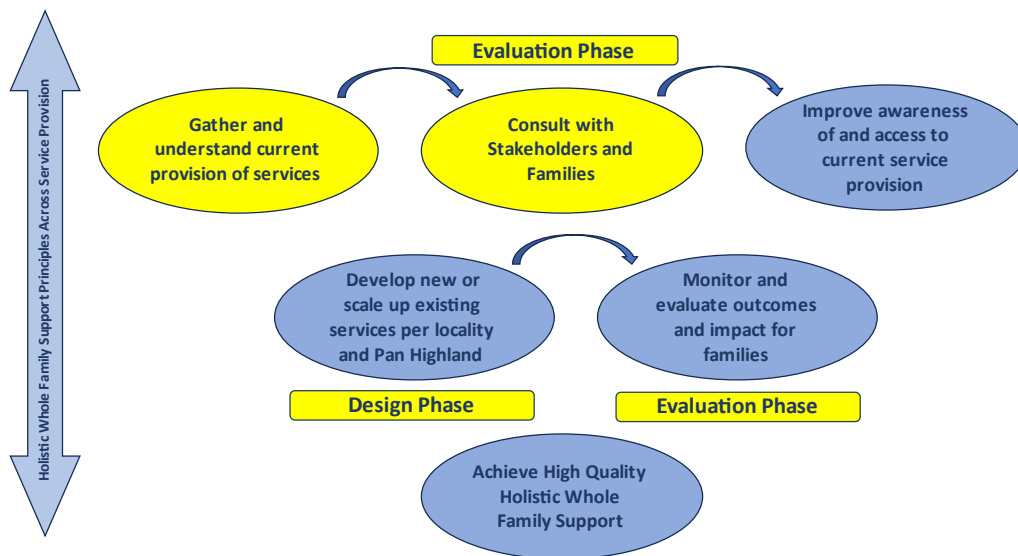 Holistic Whole Family Support Principles Across Service Provision
Evaluation Phase
Gather and
understand current
provision of services
Consult with
Stakeholders and
Families
Improve awareness
of and access to
current service
provision
Develop new or
scale up existing
services per locality
and Pan Highland
Monitor and
evaluate outcomes
and impact for
families
Design Phase
Evaluation Phase
Achieve High Quality
Holistic Whole
Family Support